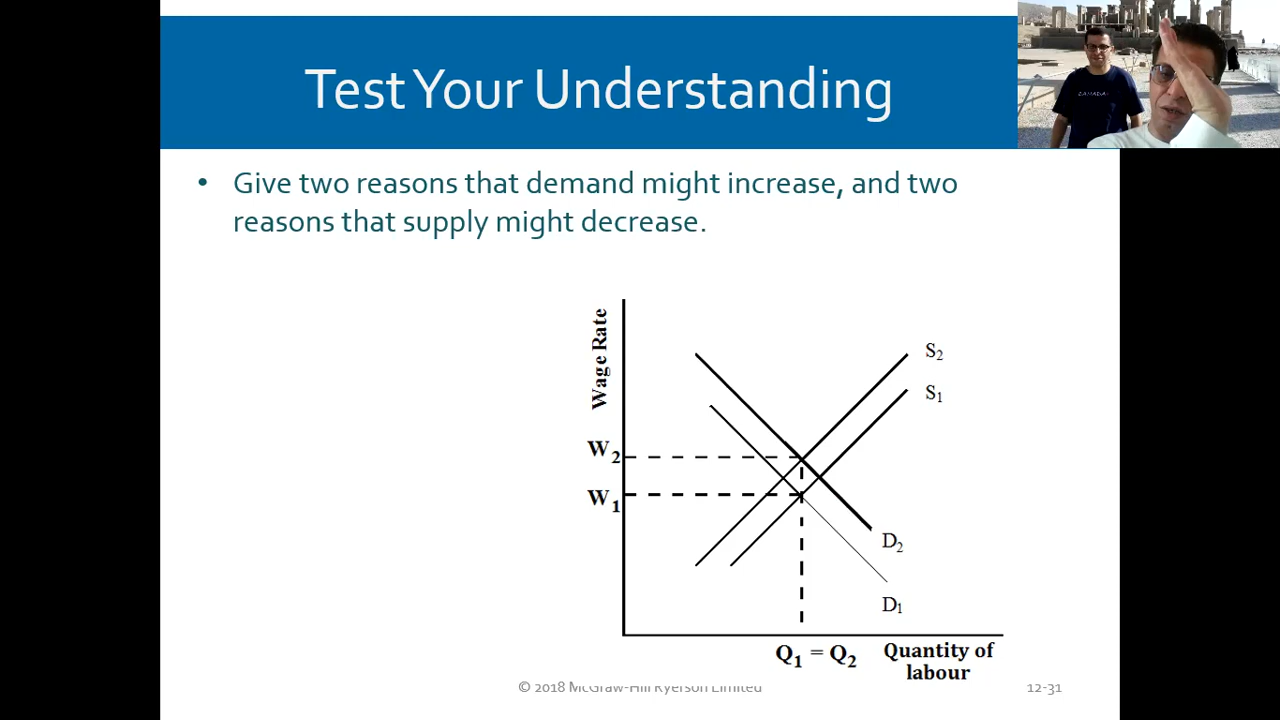 Test Your Understanding
• Give two reasons that demand might increase, and two
reasons that supply might decrease.
Wage Rate
S2
S1
W2
W1
D2
D1
Q1 = Q2
Quantity of
labour
© 2018 McGraw-Hill Ryerson Limited
12-31